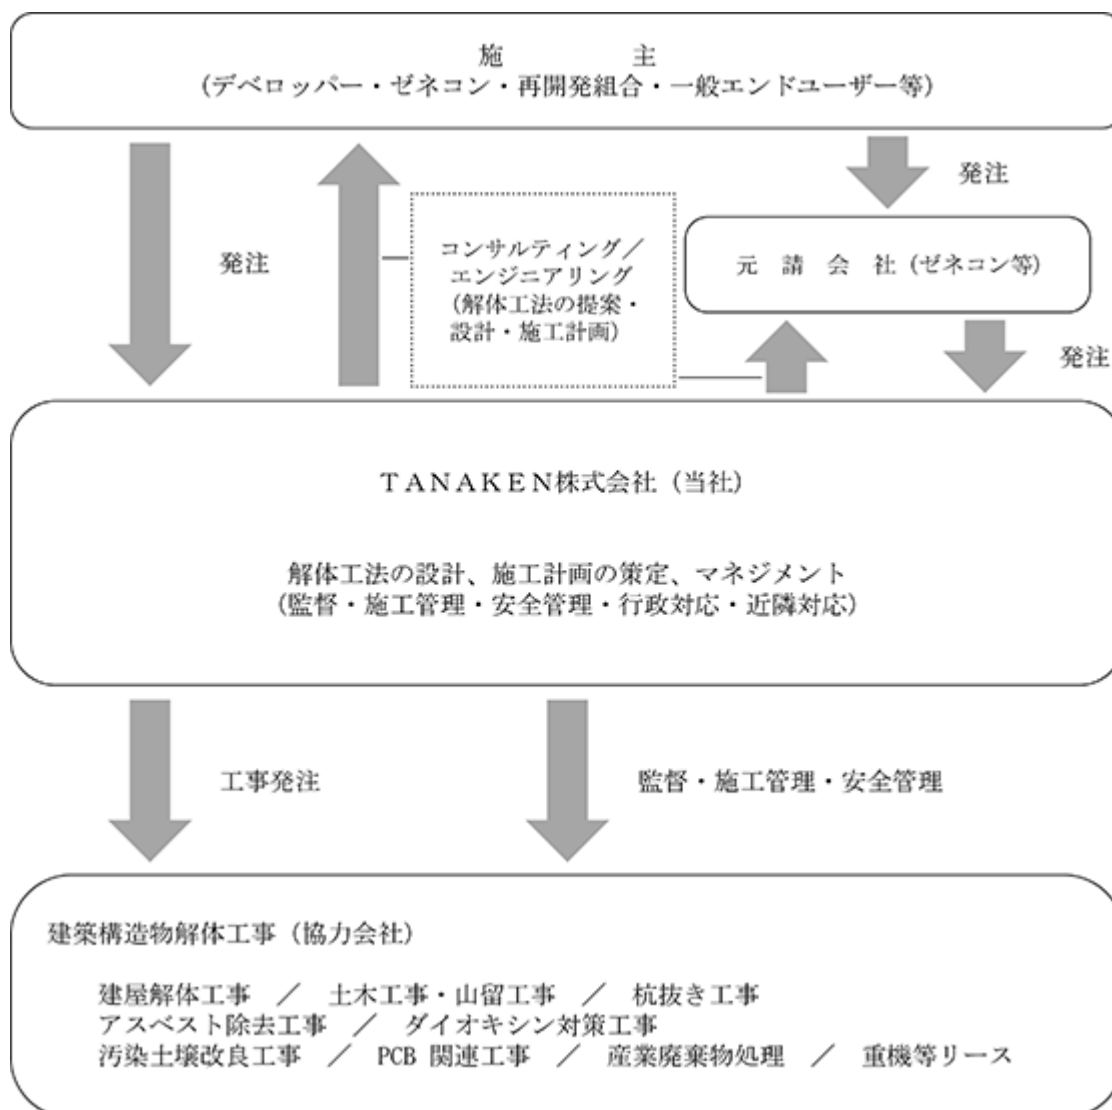 施　主
(デベロッパー・ゼネコン・再開発組合・一般エンドユーザー等)
発注
発注
コンサルティング／
エンジニアリング
(解体工法の提案・
設計・施工計画)
元　請　会　社 (ゼネコン等)
発注
ＴＡＮＡＫＥＮ株式会社 (当社)
解体工法の設計、施工計画の策定、マネジメント
(監督・施工管理・安全管理・行政対応・近隣対応)
工事発注
監督・施工管理・安全管理
建築構造物解体工事 (協力会社)
建屋解体工事　／　土木工事・山留工事　／　杭抜き工事
アスベスト除去工事　／　ダイオキシン対策工事
汚染土壌改良工事　／　PCB 関連工事　／　産業廃棄物処理　／　重機等リース